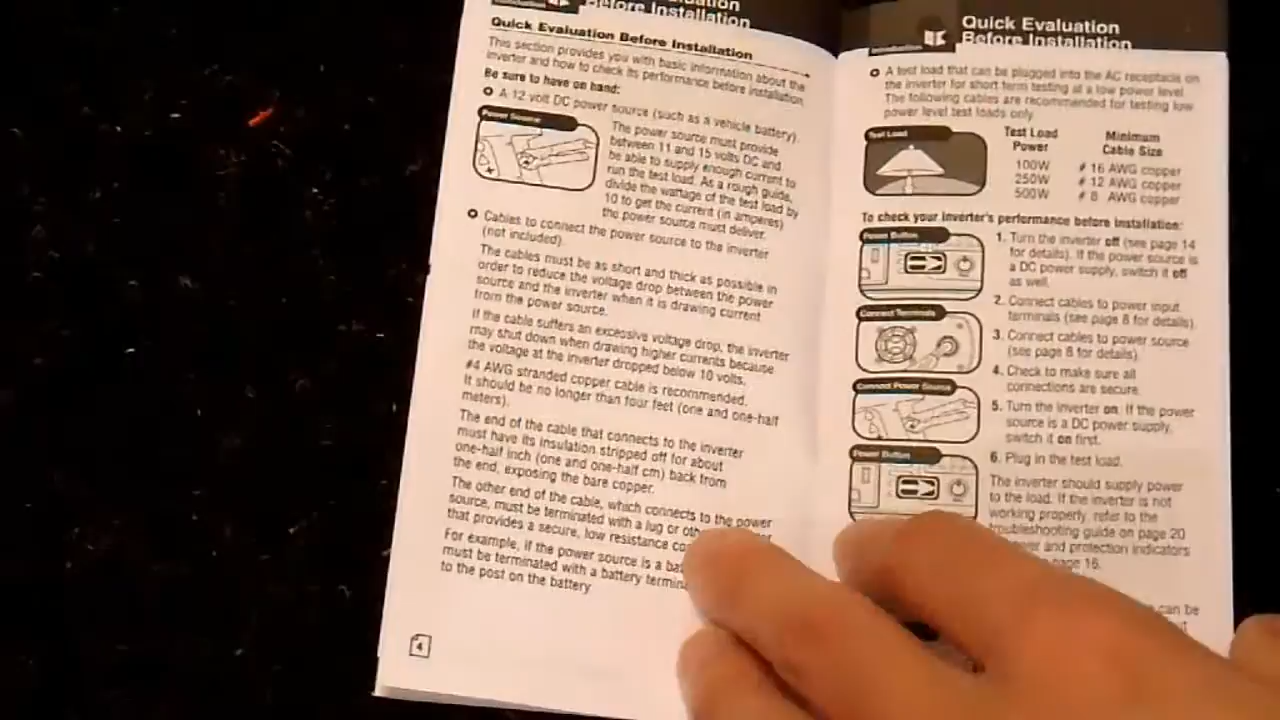 Before Installation
Quick Evaluation Before Installation
This section provides you with basic information about the
inverter and how to check its performance before installation.
Be sure to have on hand:
A 12 volt DC power source (such as a vehicle battery).
Power Source
The power source must provide
between 11 and 15 volts DC and
be able to supply enough current to
run the test load. As a rough guide,
divide the wattage of the test load by
10 to get the current (in amperes)
the power source must deliver.
Cables to connect the power source to the inverter
(not included).
The cables must be as short and thick as possible in
order to reduce the voltage drop between the power
source and the inverter when it is drawing current
from the power source.
If the cable suffers an excessive voltage drop, the inverter
may shut down when drawing higher currents because
the voltage at the inverter dropped below 10 volts.
#4 AWG stranded copper cable is recommended.
It should be no longer than four feet (one and one-half
meters).
The end of the cable that connects to the inverter
must have its insulation stripped off for about
one-half inch (one and one-half cm) back from
the end, exposing the bare copper.
The other end of the cable, which connects to the power
source, must be terminated with a lug or
that provides a secure, low resistance
For example, if the power source is a
must be terminated with a battery
to the post on the battery
4
Introduction
Quick Evaluation
Before Installation
A test load that can be plugged into the AC receptacle on
the inverter for short term testing at a low power level.
The following cables are recommended for testing low
power level test loads only.
Test Load
Test Load Minimum
Power Cable Size
100W # 16 AWG copper
250W # 12 AWG copper
500W # 8 AWG copper
To check your inverter's performance before installation:
Power Button
1. Turn the inverter off (see page 14
for details). If the power source is
a DC power supply, switch it off
as well.
2. Connect cables to power input
terminals (see page 8 for details).
Connect Terminals
3. Connect cables to power source
(see page 8 for details).
4. Check to make sure all
connections are secure.
Connect Power Source
5. Turn the inverter on. If the power
source is a DC power supply,
switch it on first.
Power Button
6. Plug in the test load.
The inverter should supply power
to the load. If the inverter is not
working properly, refer to the
troubleshooting guide on page 20
and protection indicators
page 16.
can be